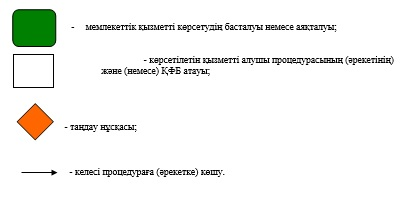 - мемлекеттік қызметті көрсетудің басталуы немесе аяқталуы;
- көрсетілетін қызметті алушы процедурасының (әрекетінің)
және (немесе) ҚФБ атауы;
- таңдау нұсқасы;
- келесі процедураға (әрекетке) көшу.